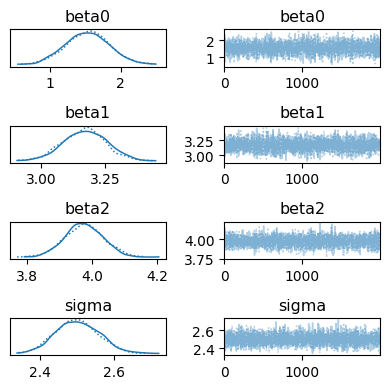 beta0 beta0
2
1
1 2 0 1000
beta1 beta1
3.25
3.00
3.00 3.25 0 1000
beta2 beta2
4.00
3.75
3.8 4.0 4.2 0 1000
sigma sigma
2.6
2.4
2.4 2.6 0 1000